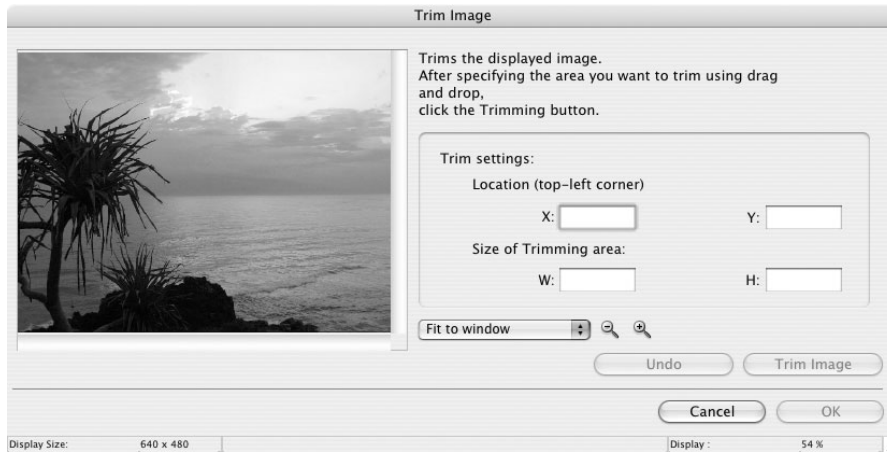 Trim Image
Trims the displayed image.
After specifying the area you want to trim using drag
and drop,
click the Trimming button.
Trim settings:
Location (top-left corner)
X:
Y:
Size of Trimming area:
W:
H:
Fit to window
Undo
Trim Image
Cancel
OK
Display Size:
640 x 480
Display :
54 %